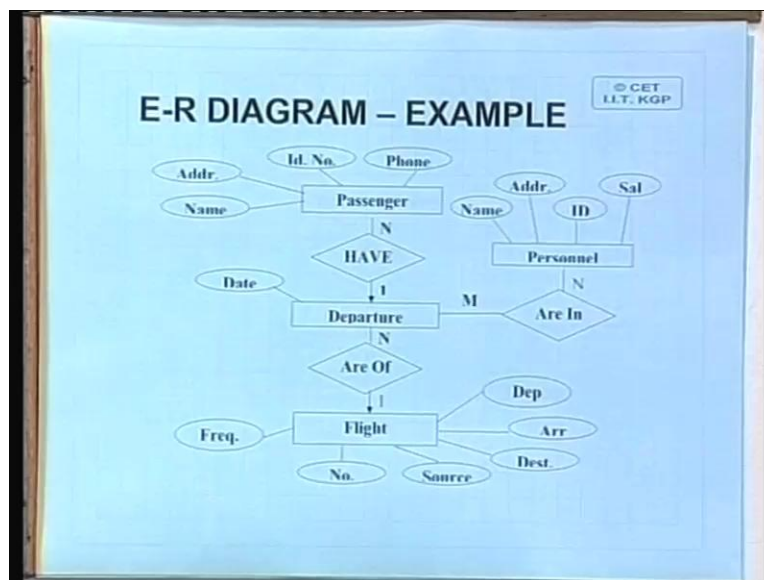 © CET
I.I.T. KGP
E-R DIAGRAM – EXAMPLE
Id. No.
Phone
Addr.
Name
Passenger
Addr.
Sal
Name
ID
Personnel
N
HAVE
1
N
Date
Departure
M
Are In
N
Are Of
1
Dep
Freq.
Flight
Arr
Dest.
No.
Source